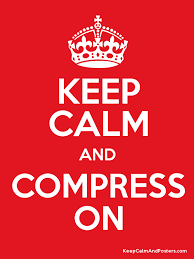 KEEP
CALM
AND
COMPRESS
ON
KeepCalmAndPosters.com